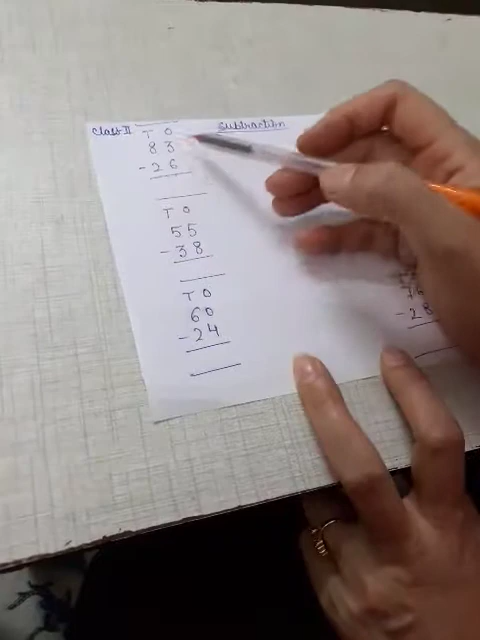 Class II
Subtraction
T O
8 3
- 2 6
T O
5 5
- 3 8
T O
6 0
- 2 4
- 2 8